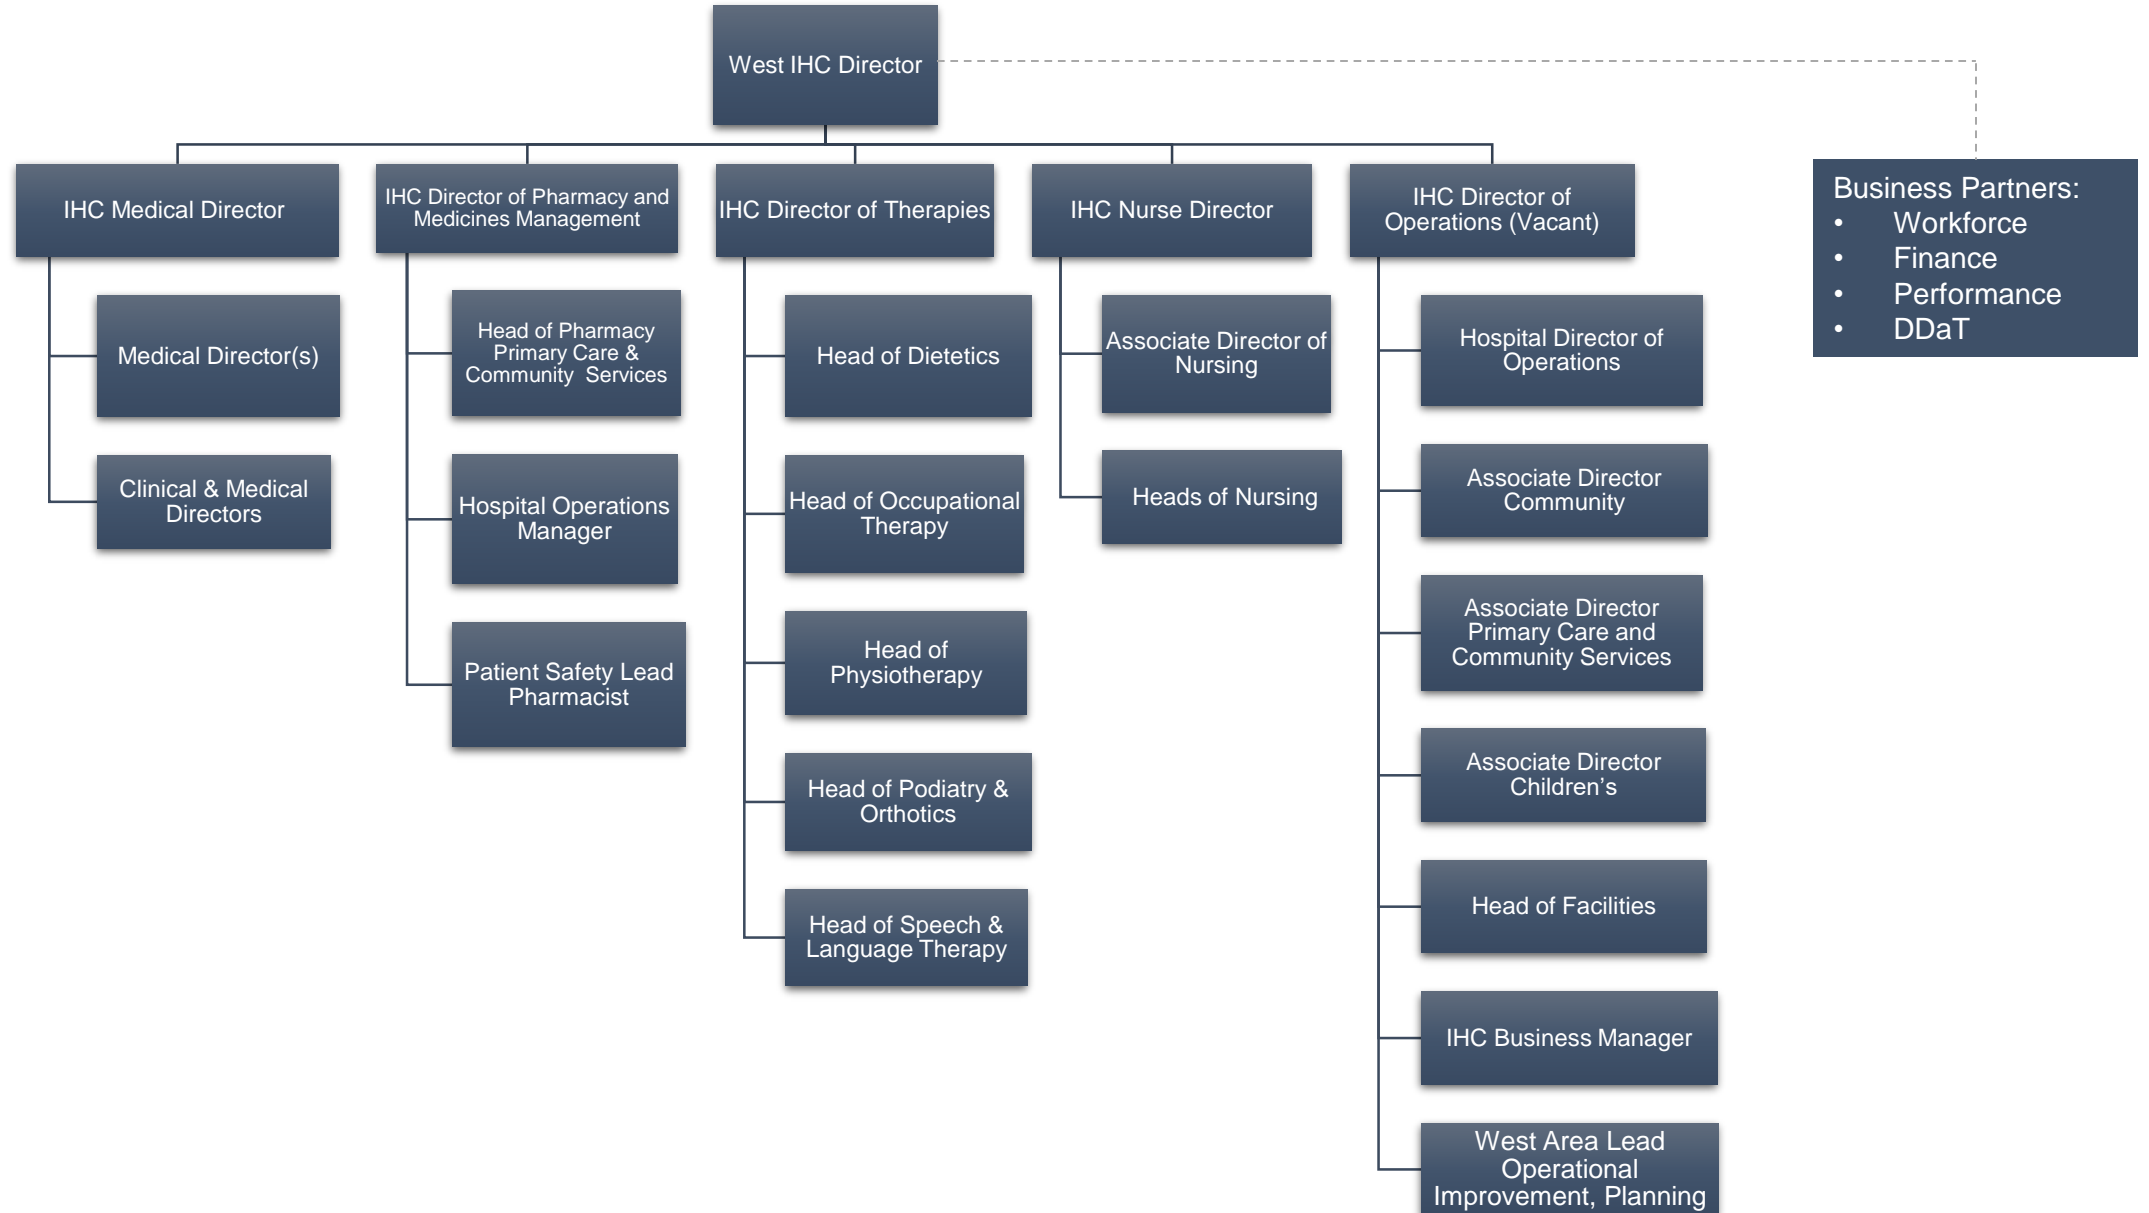 West IHC Director
IHC Medical Director
IHC Director of Pharmacy and
Medicines Management
IHC Director of Therapies
IHC Nurse Director
IHC Director of
Operations (Vacant)
Business Partners:
• Workforce
• Finance
• Performance
• DDaT
Medical Director(s)
Clinical & Medical
Directors
Head of Pharmacy
Primary Care &
Community Services
Hospital Operations
Manager
Patient Safety Lead
Pharmacist
Head of Dietetics
Head of Occupational
Therapy
Head of
Physiotherapy
Head of Podiatry &
Orthotics
Head of Speech &
Language Therapy
Associate Director of
Nursing
Heads of Nursing
Hospital Director of
Operations
Associate Director
Community
Associate Director
Primary Care and
Community Services
Associate Director
Children’s
Head of Facilities
IHC Business Manager
West Area Lead
Operational
Improvement, Planning